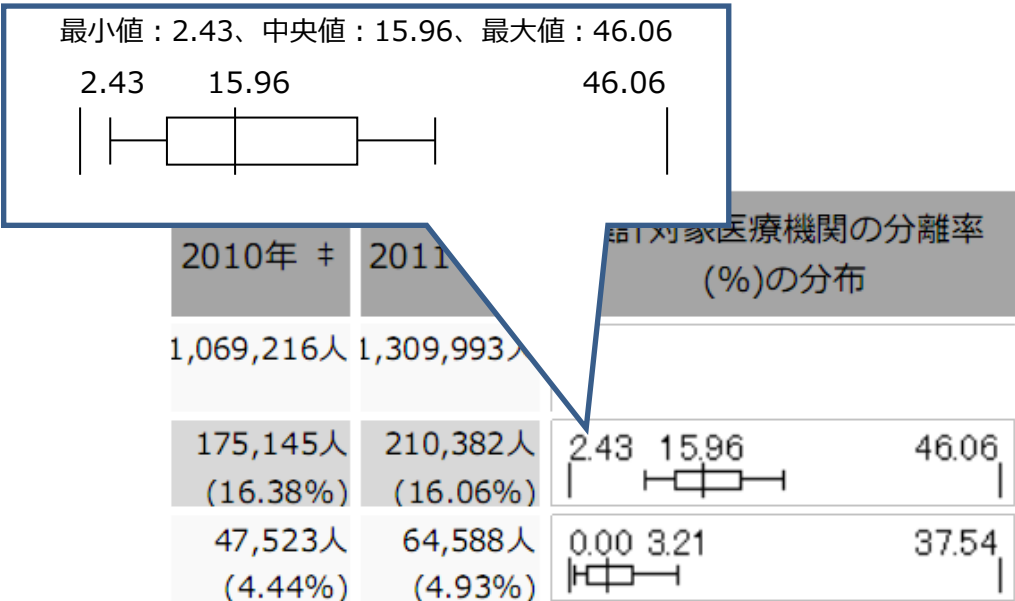 最小値：2.43、中央値：15.96、最大値：46.06
2.43 15.96 46.06
2010年 ‡ 2011
計対象医療機関の分離率
(%)の分布
1,069,216人 1,309,993人
175,145人 210,382人 2.43 15.96 46.06
(16.38%) (16.06%)
47,523人 64,588人 0.00 3.21 37.54
(4.44%) (4.93%)